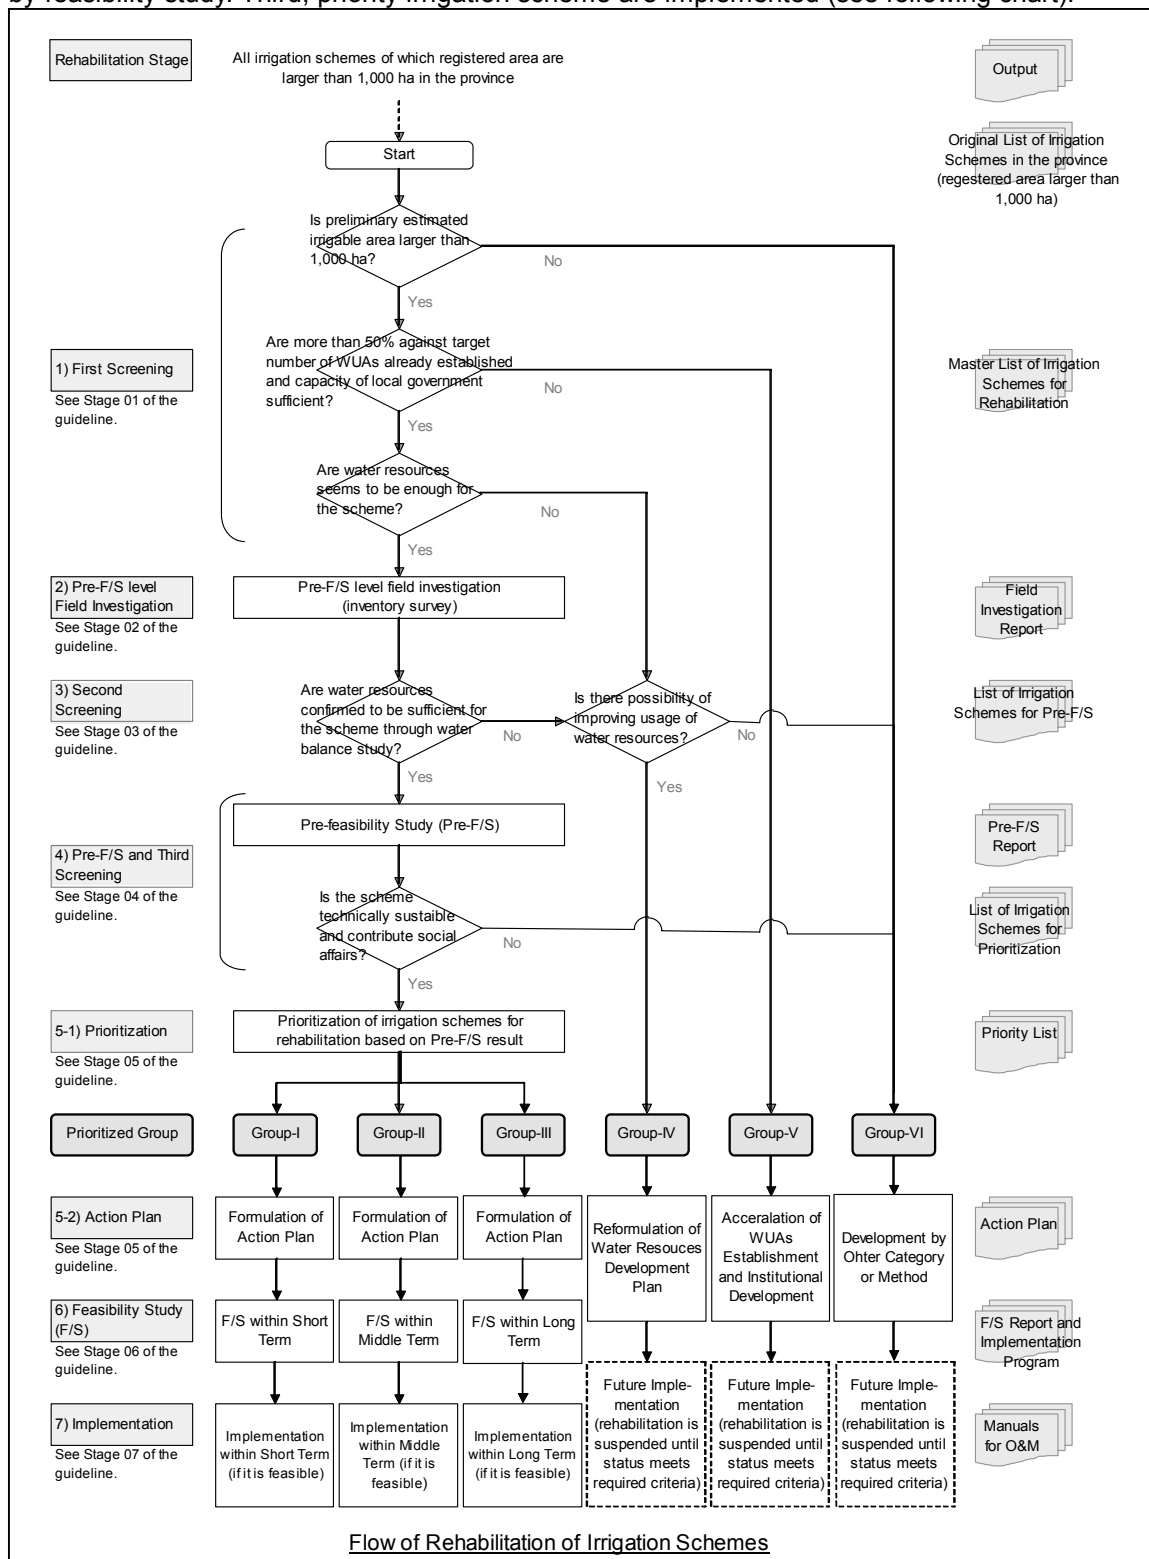 by feasibility study. Third, priority irrigation scheme are implemented (see following chart).
Rehabilitation Stage
All irrigation schemes of which registered area are
larger than 1,000 ha in the province
Output
Start
Original List of Irrigation
Schemes in the province
(regestered area larger than
1,000 ha)
Is preliminary estimated
irrigable area larger than
1,000 ha?
No
Yes
1) First Screening
See Stage 01 of the
guideline.
Are more than 50% against target
number of WUAs already established
and capacity of local government
sufficient?
No
Yes
Master List of Irrigation
Schemes for
Rehabilitation
Are water resources
seems to be enough for
the scheme?
No
Yes
2) Pre-F/S level
Field Investigation
See Stage 02 of the
guideline.
Pre-F/S level field investigation
(inventory survey)
Field
Investigation
Report
3) Second
Screening
See Stage 03 of the
guideline.
Are water resources
confirmed to be sufficient for
the scheme through water
balance study?
No
Yes
Is there possibility of
improving usage of
water resources?
No
Yes
List of Irrigation
Schemes for Pre-F/S
Pre-feasibility Study (Pre-F/S)
Pre-F/S
Report
4) Pre-F/S and Third
Screening
See Stage 04 of the
guideline.
Is the scheme
technically sustaible
and contribute social
affairs?
No
Yes
List of Irrigation
Schemes for
Prioritization
5-1) Prioritization
See Stage 05 of the
guideline.
Prioritization of irrigation schemes for
rehabilitation based on Pre-F/S result
Priority List
Prioritized Group
Group-I
Group-II
Group-III
Group-IV
Group-V
Group-VI
5-2) Action Plan
See Stage 05 of the
guideline.
Formulation of
Action Plan
Formulation of
Action Plan
Formulation of
Action Plan
Reformulation of
Water Resouces
Development
Plan
Acceralation of
WUAs
Establishment
and Institutional
Development
Development by
Ohter Category
or Method
Action Plan
6) Feasibility Study
(F/S)
See Stage 06 of the
guideline.
F/S within Short
Term
F/S within
Middle Term
F/S within Long
Term
F/S Report and
Implementation
Program
7) Implementation
See Stage 07 of the
guideline.
Implementation
within Short Term
(if it is feasible)
Implementation
within Middle
Term (if it is
feasible)
Implementation
within Long Term
(if it is feasible)
Future Imple-
mentation
(rehabilitation is
suspended until
status meets
required criteria)
Future Imple-
mentation
(rehabilitation is
suspended until
status meets
required criteria)
Future Imple-
mentation
(rehabilitation is
suspended until
status meets
required criteria)
Manuals
for O&M
Flow of Rehabilitation of Irrigation Schemes